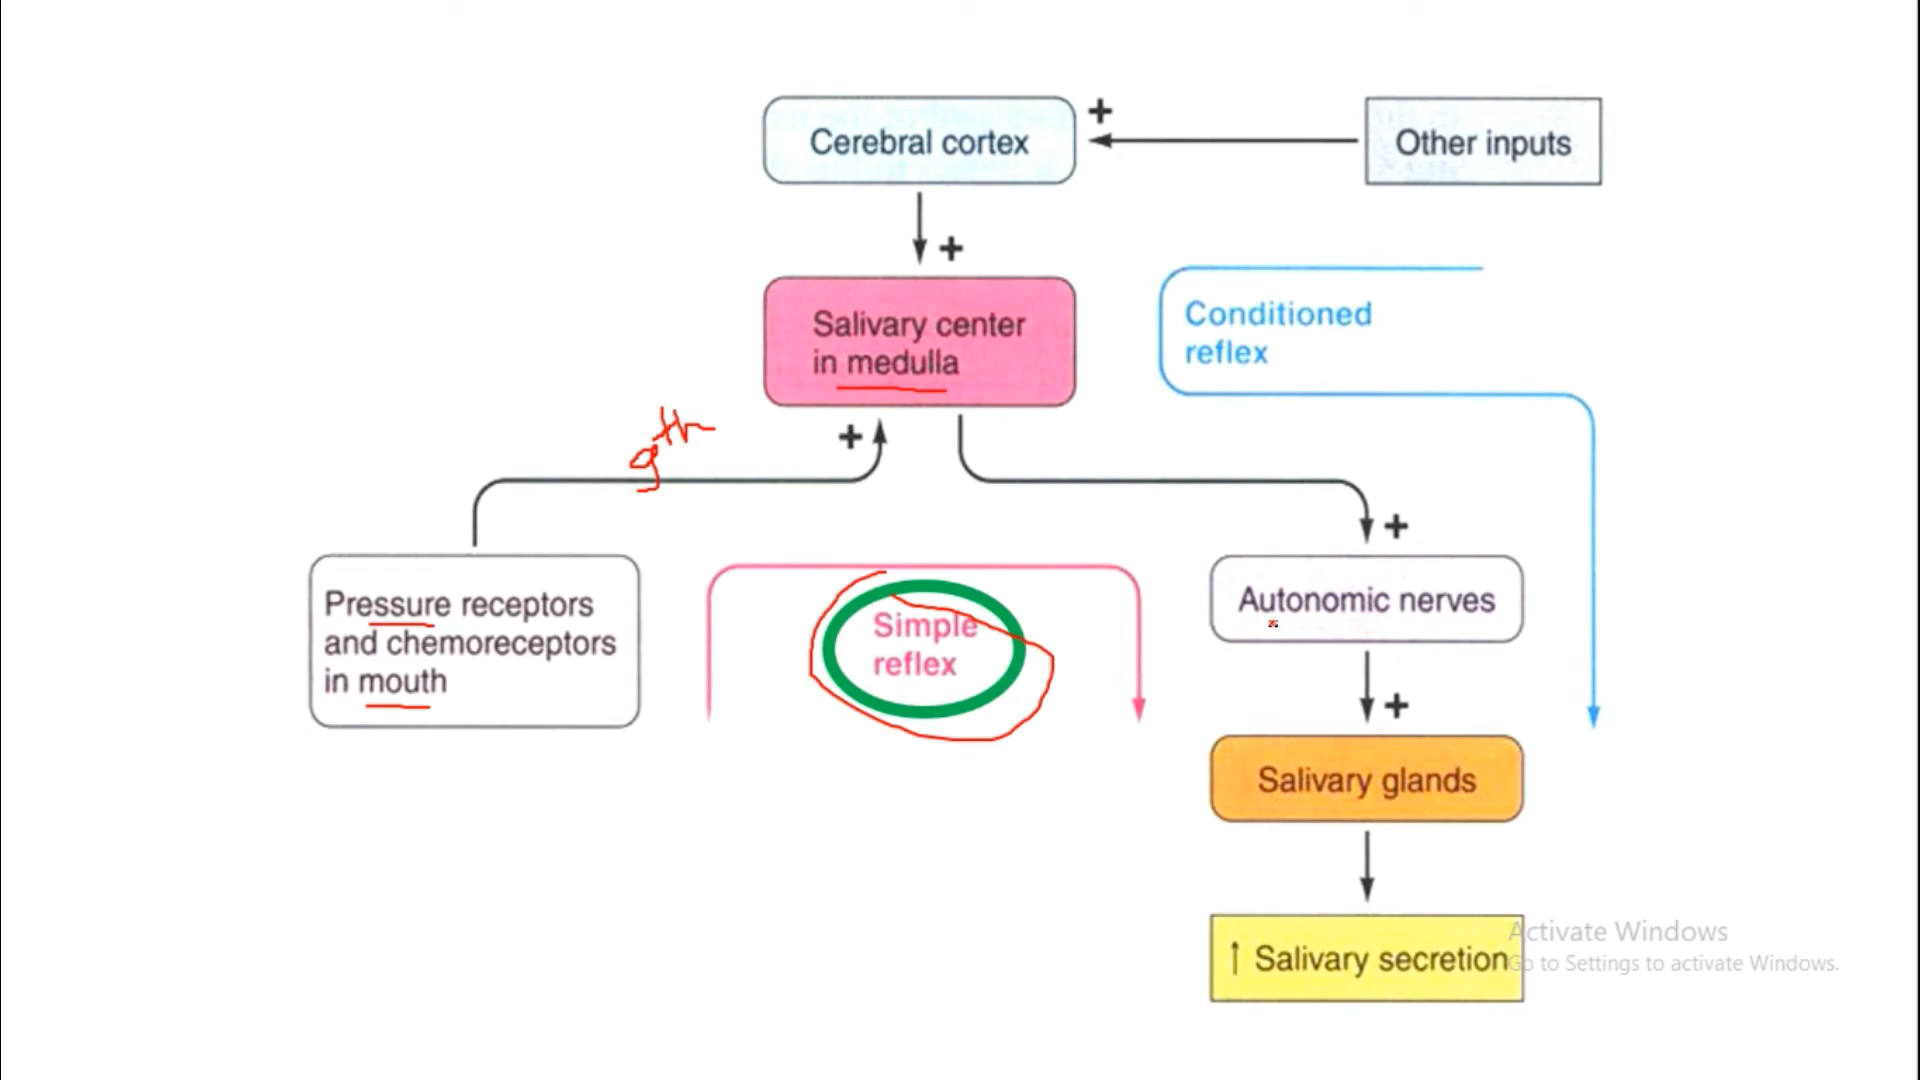 +
Cerebral cortex
Other inputs
+
Salivary center
in medulla
Conditioned
reflex
9th
+
+
Pressure receptors
and chemoreceptors
in mouth
Simple
reflex
Autonomic nerves
+
Salivary glands
↑ Salivary secretion
Activate Windows
Go to Settings to activate Windows.